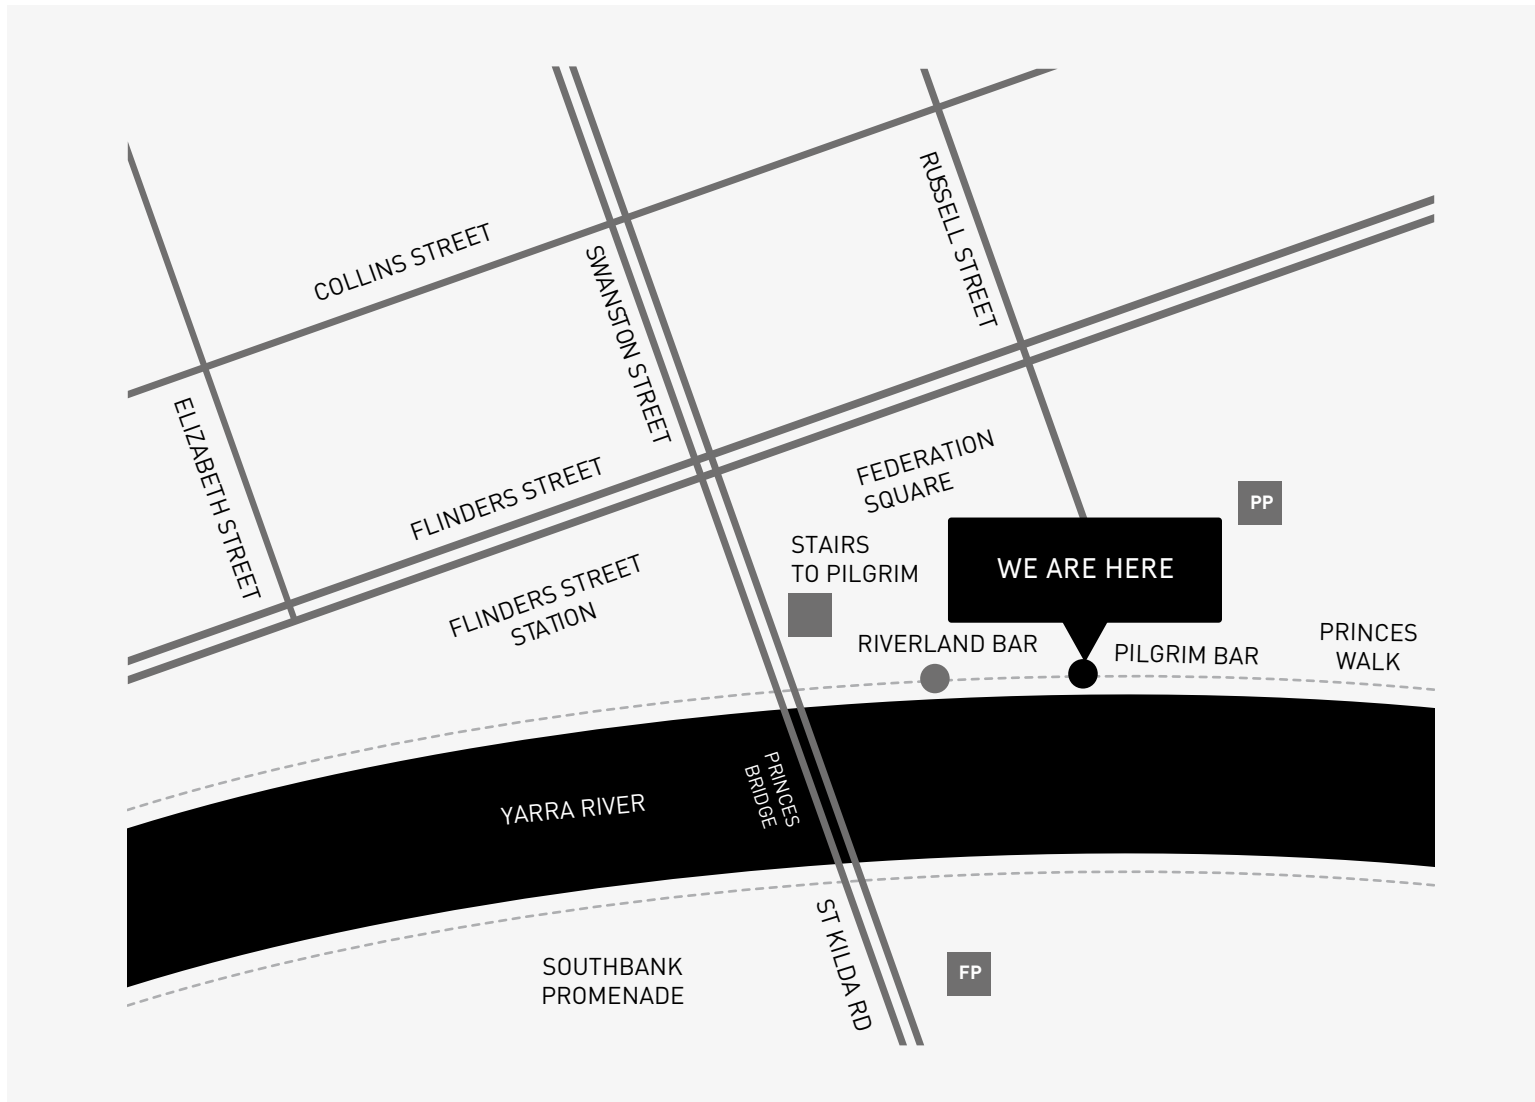 COLLINS STREET
RUSSELL STREET
SWANSTON STREET
ELIZABETH STREET
FLINDERS STREET
FEDERATION
SQUARE
PP
STAIRS
TO PILGRIM
WE ARE HERE
FLINDERS STREET
STATION
RIVERLAND BAR
PILGRIM BAR
PRINCES
WALK
YARRA RIVER
PRINCES
BRIDGE
ST KILDA RD
SOUTHBANK
PROMENADE
FP